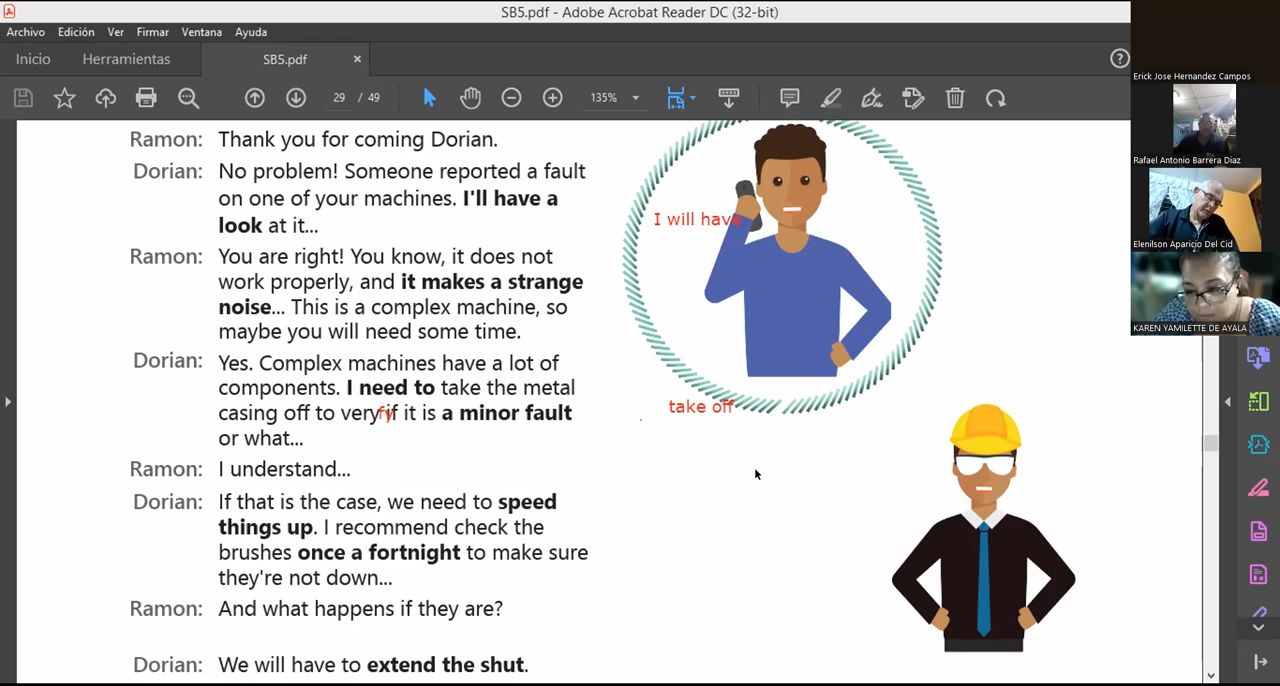 SB5.pdf - Adobe Acrobat Reader DC (32-bit)
Archivo Edición Ver Firmar Ventana Ayuda
Inicio Herramientas SB5.pdf ×
29 / 49 135%
Erick Jose Hernandez Campos
Rafael Antonio Barrera Diaz
Elenilson Aparicio Del Cid
KAREN YAMILETTE DE AYALA
Ramon: Thank you for coming Dorian.
Dorian: No problem! Someone reported a fault
on one of your machines. I'll have a
look at it...
I will have
Ramon: You are right! You know, it does not
work properly, and it makes a strange
noise... This is a complex machine, so
maybe you will need some time.
Dorian: Yes. Complex machines have a lot of
components. I need to take the metal
casing off to very if it is a minor fault
or what...
fy
take off
Ramon: I understand...
Dorian: If that is the case, we need to speed
things up. I recommend check the
brushes once a fortnight to make sure
they're not down...
Ramon: And what happens if they are?
Dorian: We will have to extend the shut.